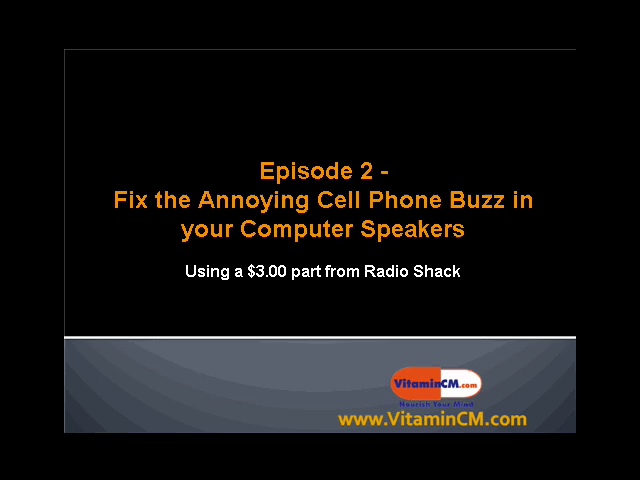 Episode 2 -
Fix the Annoying Cell Phone Buzz in
your Computer Speakers
Using a $3.00 part from Radio Shack
VitaminCM.com
Nourish Your Mind
www.VitaminCM.com